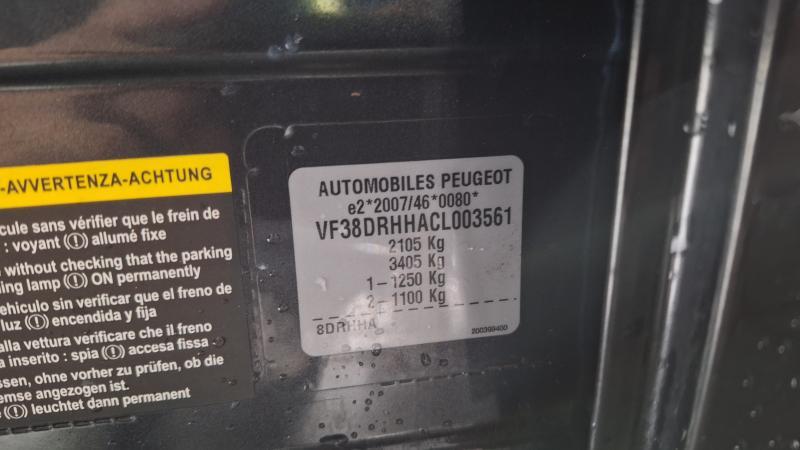 -AVVERTENZA-ACHTUNG
cule sans vérifier que le frein de
: voyant (!) allumé fixe
without checking that the parking
ing lamp (!) ON permanently
ehiculo sin verificar que el freno de
luz (!) encendida y fija
alla vettura verificare che il freno
a inserito : spia (!) accesa fissa
ssen, ohne vorher zu prüfen, ob die
emse angezogen ist.
e (!) leuchtet dann permanent
AUTOMOBILES PEUGEOT
e2*2007/46*0080*
VF38DRHHACL003561
2105 Kg
3405 Kg
1-1250 Kg
2-1100 Kg
8DRHHA
200399400